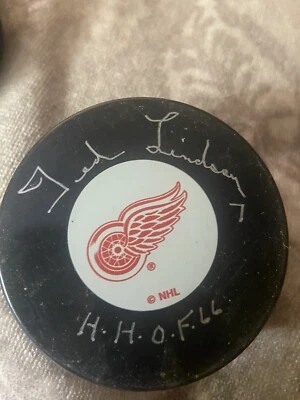 Ted Lindsay 7
®
© NHL
H.H.O.F. 66